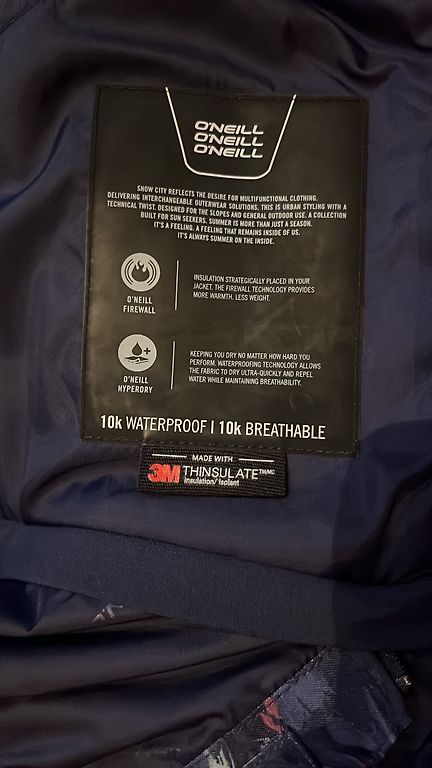 O'NEILL
O'NEILL
O'NEILL
SNOW CITY REFLECTS THE DESIRE FOR MULTIFUNCTIONAL CLOTHING.
DELIVERING INTERCHANGEABLE OUTERWEAR SOLUTIONS, THIS IS URBAN STYLING WITH A
TECHNICAL TWIST. DESIGNED FOR THE SLOPES AND GENERAL OUTDOOR USE. A COLLECTION
BUILT FOR SUN SEEKERS. SUMMER IS MORE THAN JUST A SEASON.
IT'S A FEELING. A FEELING THAT REMAINS INSIDE OF US.
IT'S ALWAYS SUMMER ON THE INSIDE.
O'NEILL
FIREWALL
INSULATION STRATEGICALLY PLACED IN YOUR
JACKET, THE FIREWALL TECHNOLOGY PROVIDES
MORE WARMTH, LESS WEIGHT.
O'NEILL
HYPERDRY
KEEPING YOU DRY NO MATTER HOW HARD YOU
PERFORM, WATERPROOFING TECHNOLOGY ALLOWS
THE FABRIC TO DRY ULTRA-QUICKLY AND REPEL
WATER WHILE MAINTAINING BREATHABILITY.
10k WATERPROOF | 10k BREATHABLE
MADE WITH
3M THINSULATE™/MC
Insulation/ Isolant